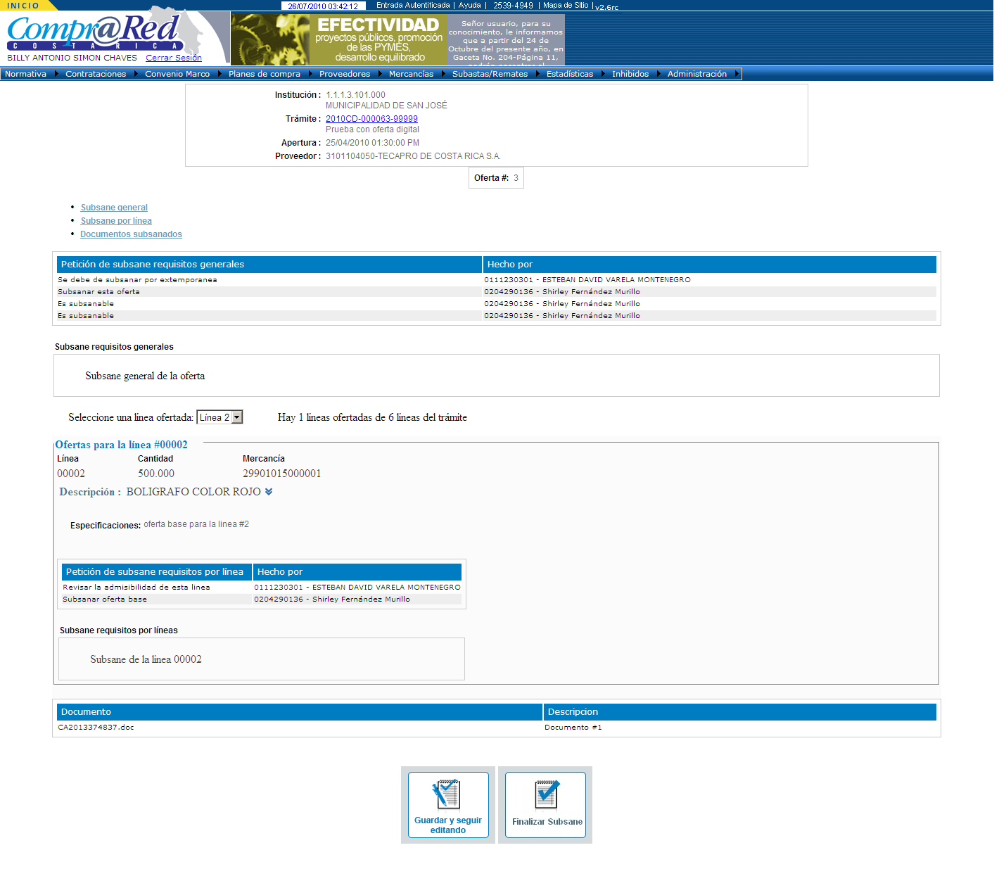 INICIO
26/07/2010 03:42:12
Entrada Autentificada | Ayuda | 2539-4949 | Mapa de Sitio | v2.6rc
Compr@Red
COSTARICA
BILLY ANTONIO SIMON CHAVES Cerrar Sesión
EFECTIVIDAD
proyectos públicos, promoción
de las PYMES,
desarrollo equilibrado
Señor usuario, para su
conocimiento, le informamos
que a partir del 24 de
Octubre del presente año, en
Gaceta No. 204-Página 11,
podrán encontrar el
Normativa Contrataciones Convenio Marco Planes de compra Proveedores Mercancías Subastas/Remates Estadísticas Inhibidos Administración
Institución : 1.1.1.3.101.000
MUNICIPALIDAD DE SAN JOSÉ
Trámite : 2010CD-000063-99999
Prueba con oferta digital
Apertura : 25/04/2010 01:30:00 PM
Proveedor : 3101104050-TECAPRO DE COSTA RICA S.A.
Oferta #: 3
• Subsane general
• Subsane por línea
• Documentos subsanados
Petición de subsane requisitos generales Hecho por
Se debe de subsanar por extemporanea 0111230301 - ESTEBAN DAVID VARELA MONTENEGRO
Subsanar esta oferta 0204290136 - Shirley Fernández Murillo
Es subsanable 0204290136 - Shirley Fernández Murillo
Es subsanable 0204290136 - Shirley Fernández Murillo
Subsane requisitos generales
Subsane general de la oferta
Seleccione una linea ofertada: Línea 2 Hay 1 lineas ofertadas de 6 lineas del trámite
Ofertas para la línea #00002
Línea Cantidad Mercancía
00002 500.000 29901015000001
Descripción : BOLIGRAFO COLOR ROJO
Especificaciones: oferta base para la linea #2
Petición de subsane requisitos por línea Hecho por
Revisar la admisibilidad de esta linea 0111230301 - ESTEBAN DAVID VARELA MONTENEGRO
Subsanar oferta base 0204290136 - Shirley Fernández Murillo
Subsane requisitos por líneas
Subsane de la linea 00002
Documento Descripcion
CA2013374837.doc Documento #1
Guardar y seguir
editando
Finalizar Subsane